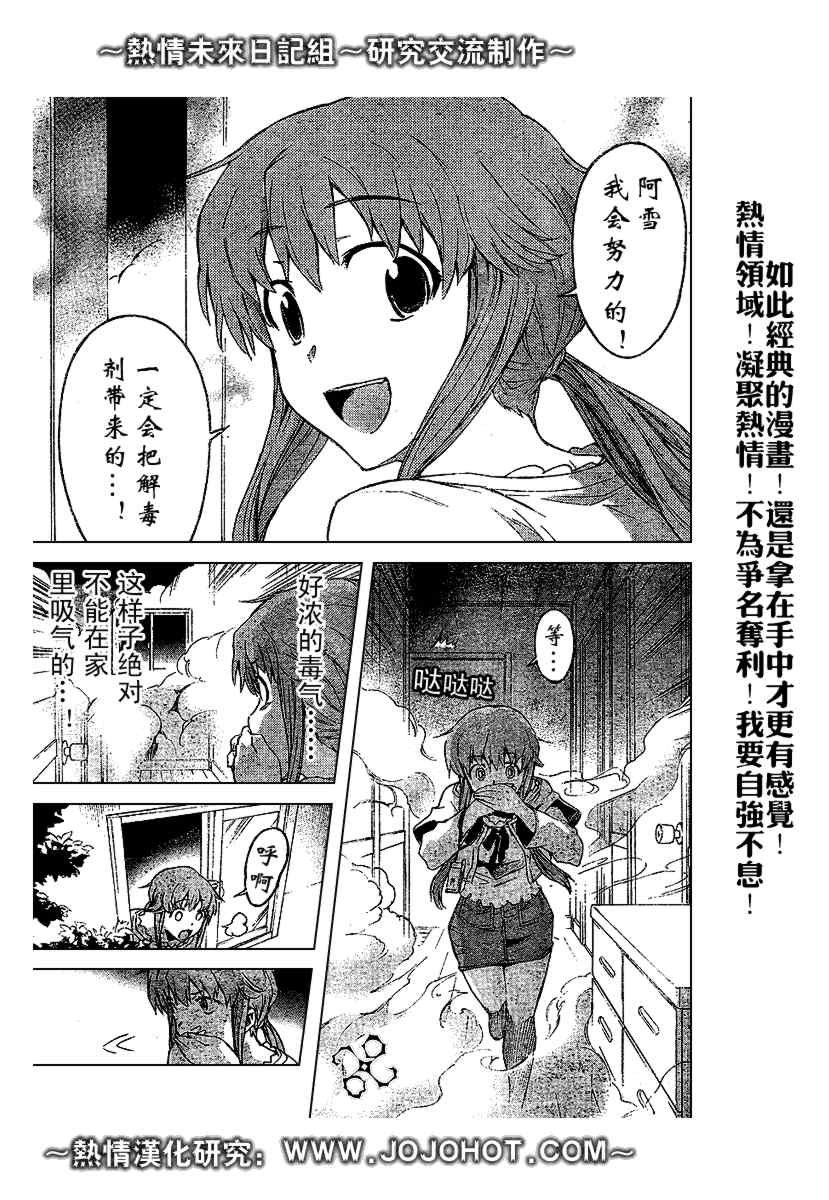 ～熱情未來日記組～研究交流制作～
阿雪
我会努力的！
一定会把解毒
剂带来的…！
等…
哒哒哒
好浓的毒气……
这样子绝对
不能在家
里吸气的…！
呼
啊
如此經典的漫畫！還是拿在手中才更有感覺！
熱情領域！凝聚熱情！不為爭名奪利！我要自強不息！
～熱情漢化研究：WWW.JOJOHOT.COM～